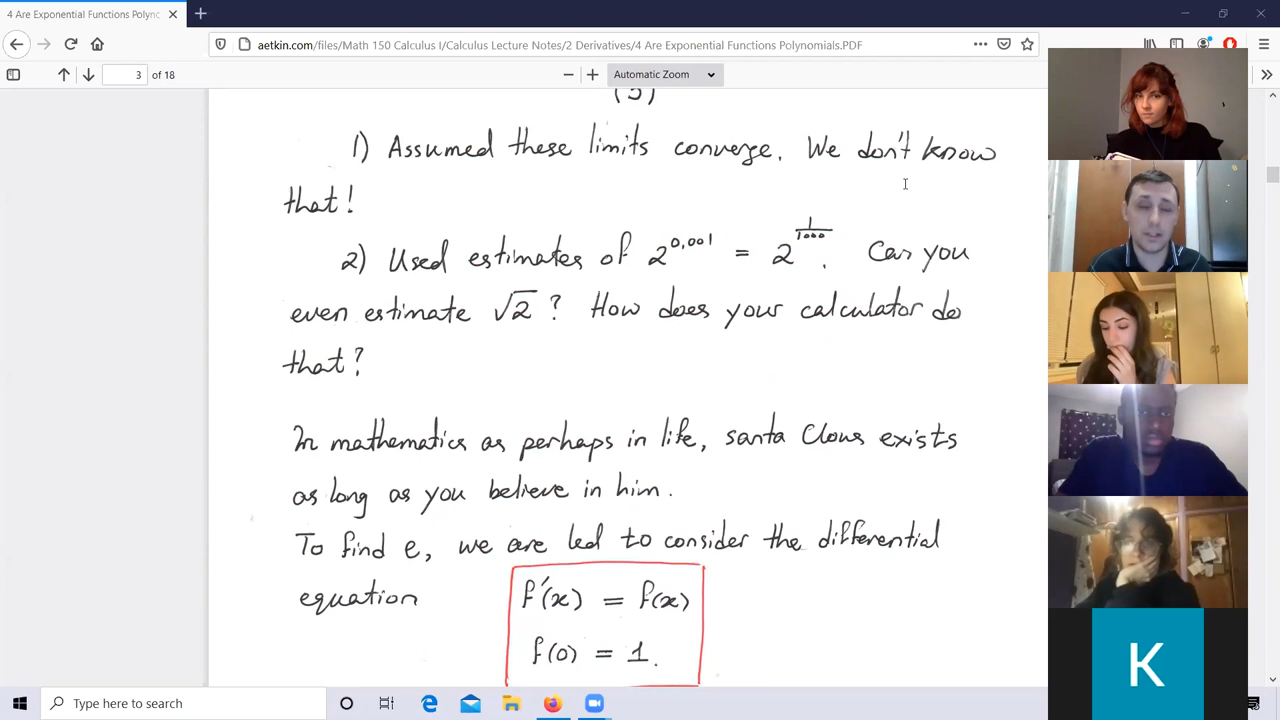 4 Are Exponential Functions Polync
aetkin.com/files/Math 150 Calculus I/Calculus Lecture Notes/2 Derivatives/4 Are Exponential Functions Polynomials.PDF
3 of 18
Automatic Zoom
(3)
1) Assumed these limits converge. We don't know
that!
2) Used estimates of 2^0,001 = 2^(1/1000). Can you
even estimate √2? How does your calculator do
that?
In mathematics as perhaps in life, santa Claus exists
as long as you believe in him.
To find e, we are led to consider the differential
equation
f'(x) = f(x)
f(0) = 1.
K
Type here to search